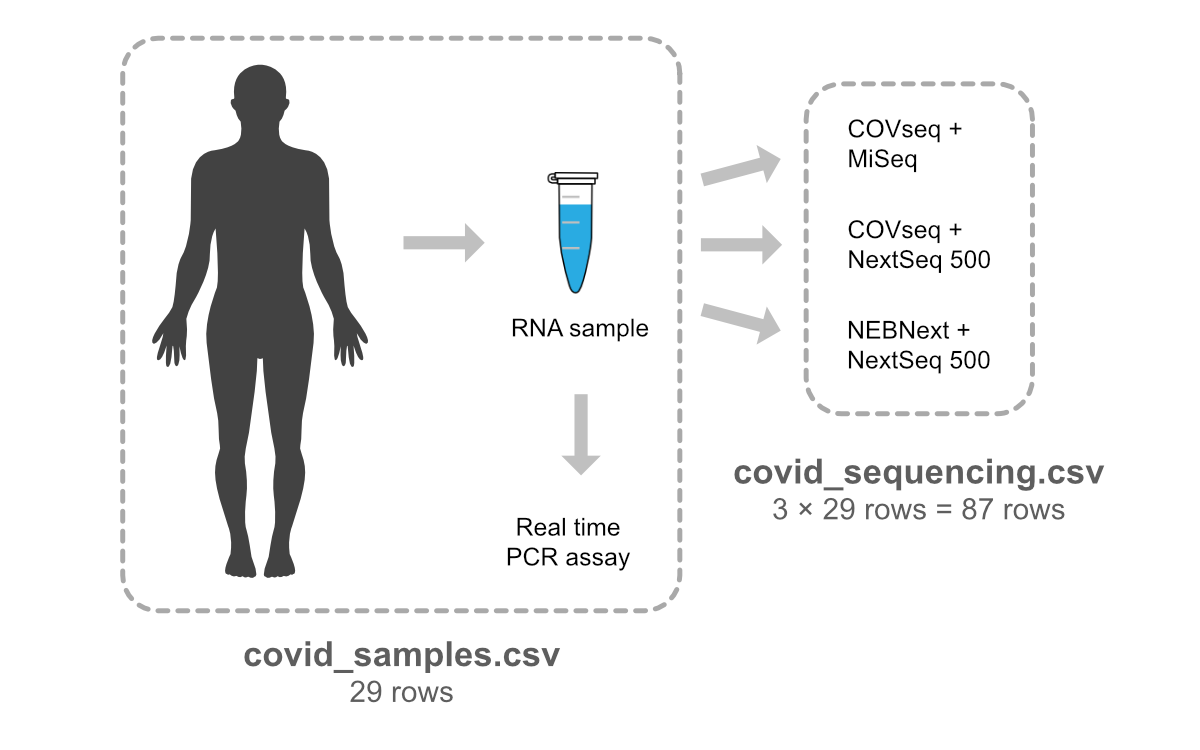 COVseq +
MiSeq
COVseq +
NextSeq 500
NEBNext +
NextSeq 500
RNA sample
Real time
PCR assay
covid_sequencing.csv
3 × 29 rows = 87 rows
covid_samples.csv
29 rows